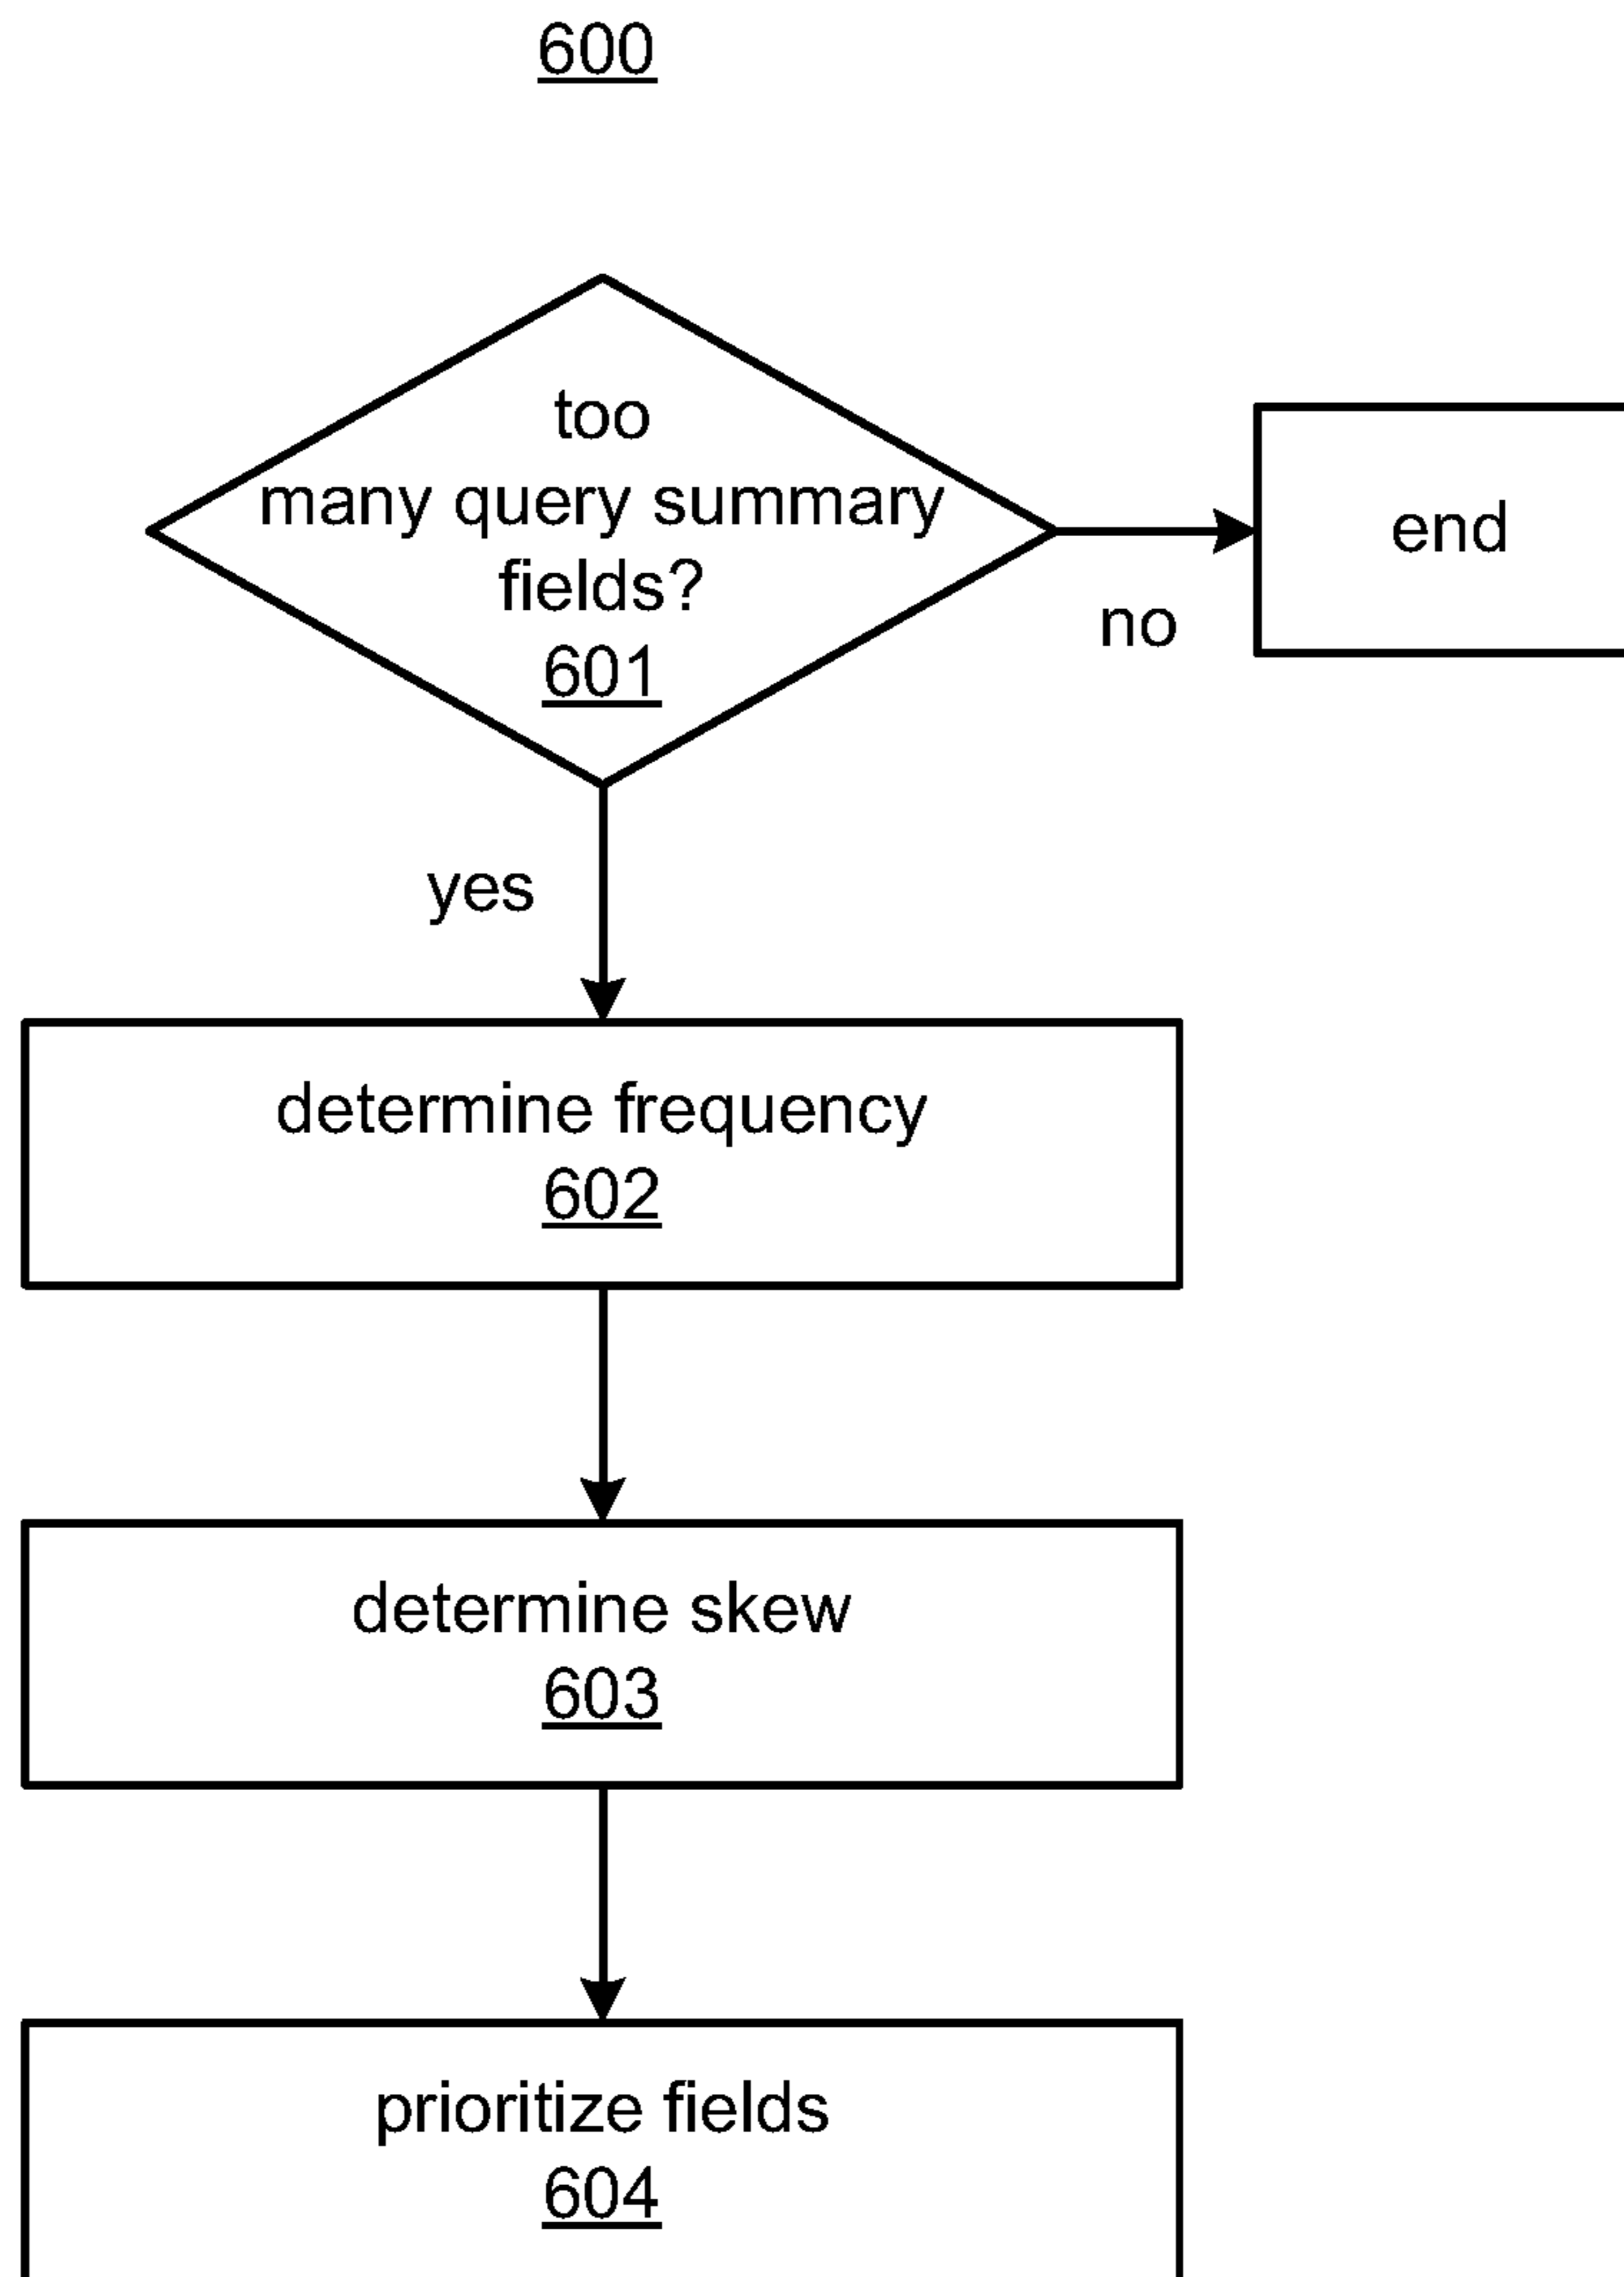 600
too
many query summary
fields?
601
end
no
yes
determine frequency
602
determine skew
603
prioritize fields
604